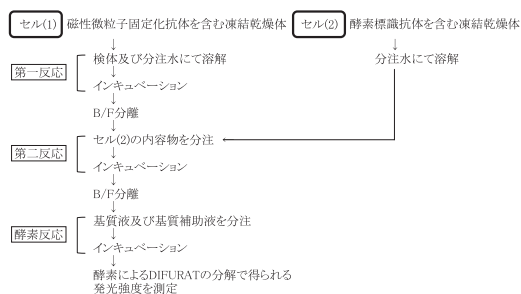 セル(1) 磁性微粒子固定化抗体を含む凍結乾燥体 セル(2) 酵素標識抗体を含む凍結乾燥体
↓ ↓
検体及び分注水にて溶解 分注水にて溶解
第一反応 ↓
インキュベーション
↓
B/F分離
↓
セル(2)の内容物を分注 ←
第二反応 ↓
インキュベーション
↓
B/F分離
↓
基質液及び基質補助液を分注
酵素反応 ↓
インキュベーション
↓
酵素によるDIFURATの分解で得られる
発光強度を測定